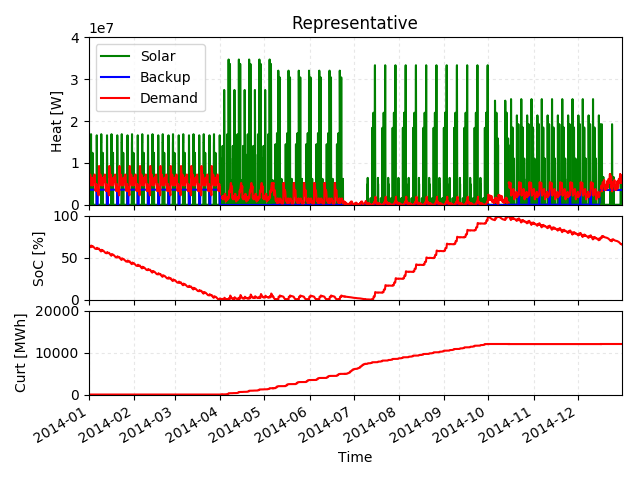 Representative
1e7
Heat [W]
4
3
2
1
0
Solar
Backup
Demand
SoC [%]
100
50
0
Curt [MWh]
20000
10000
0
2014-01
2014-02
2014-03
2014-04
2014-05
2014-06
2014-07
2014-08
2014-09
2014-10
2014-11
2014-12
Time